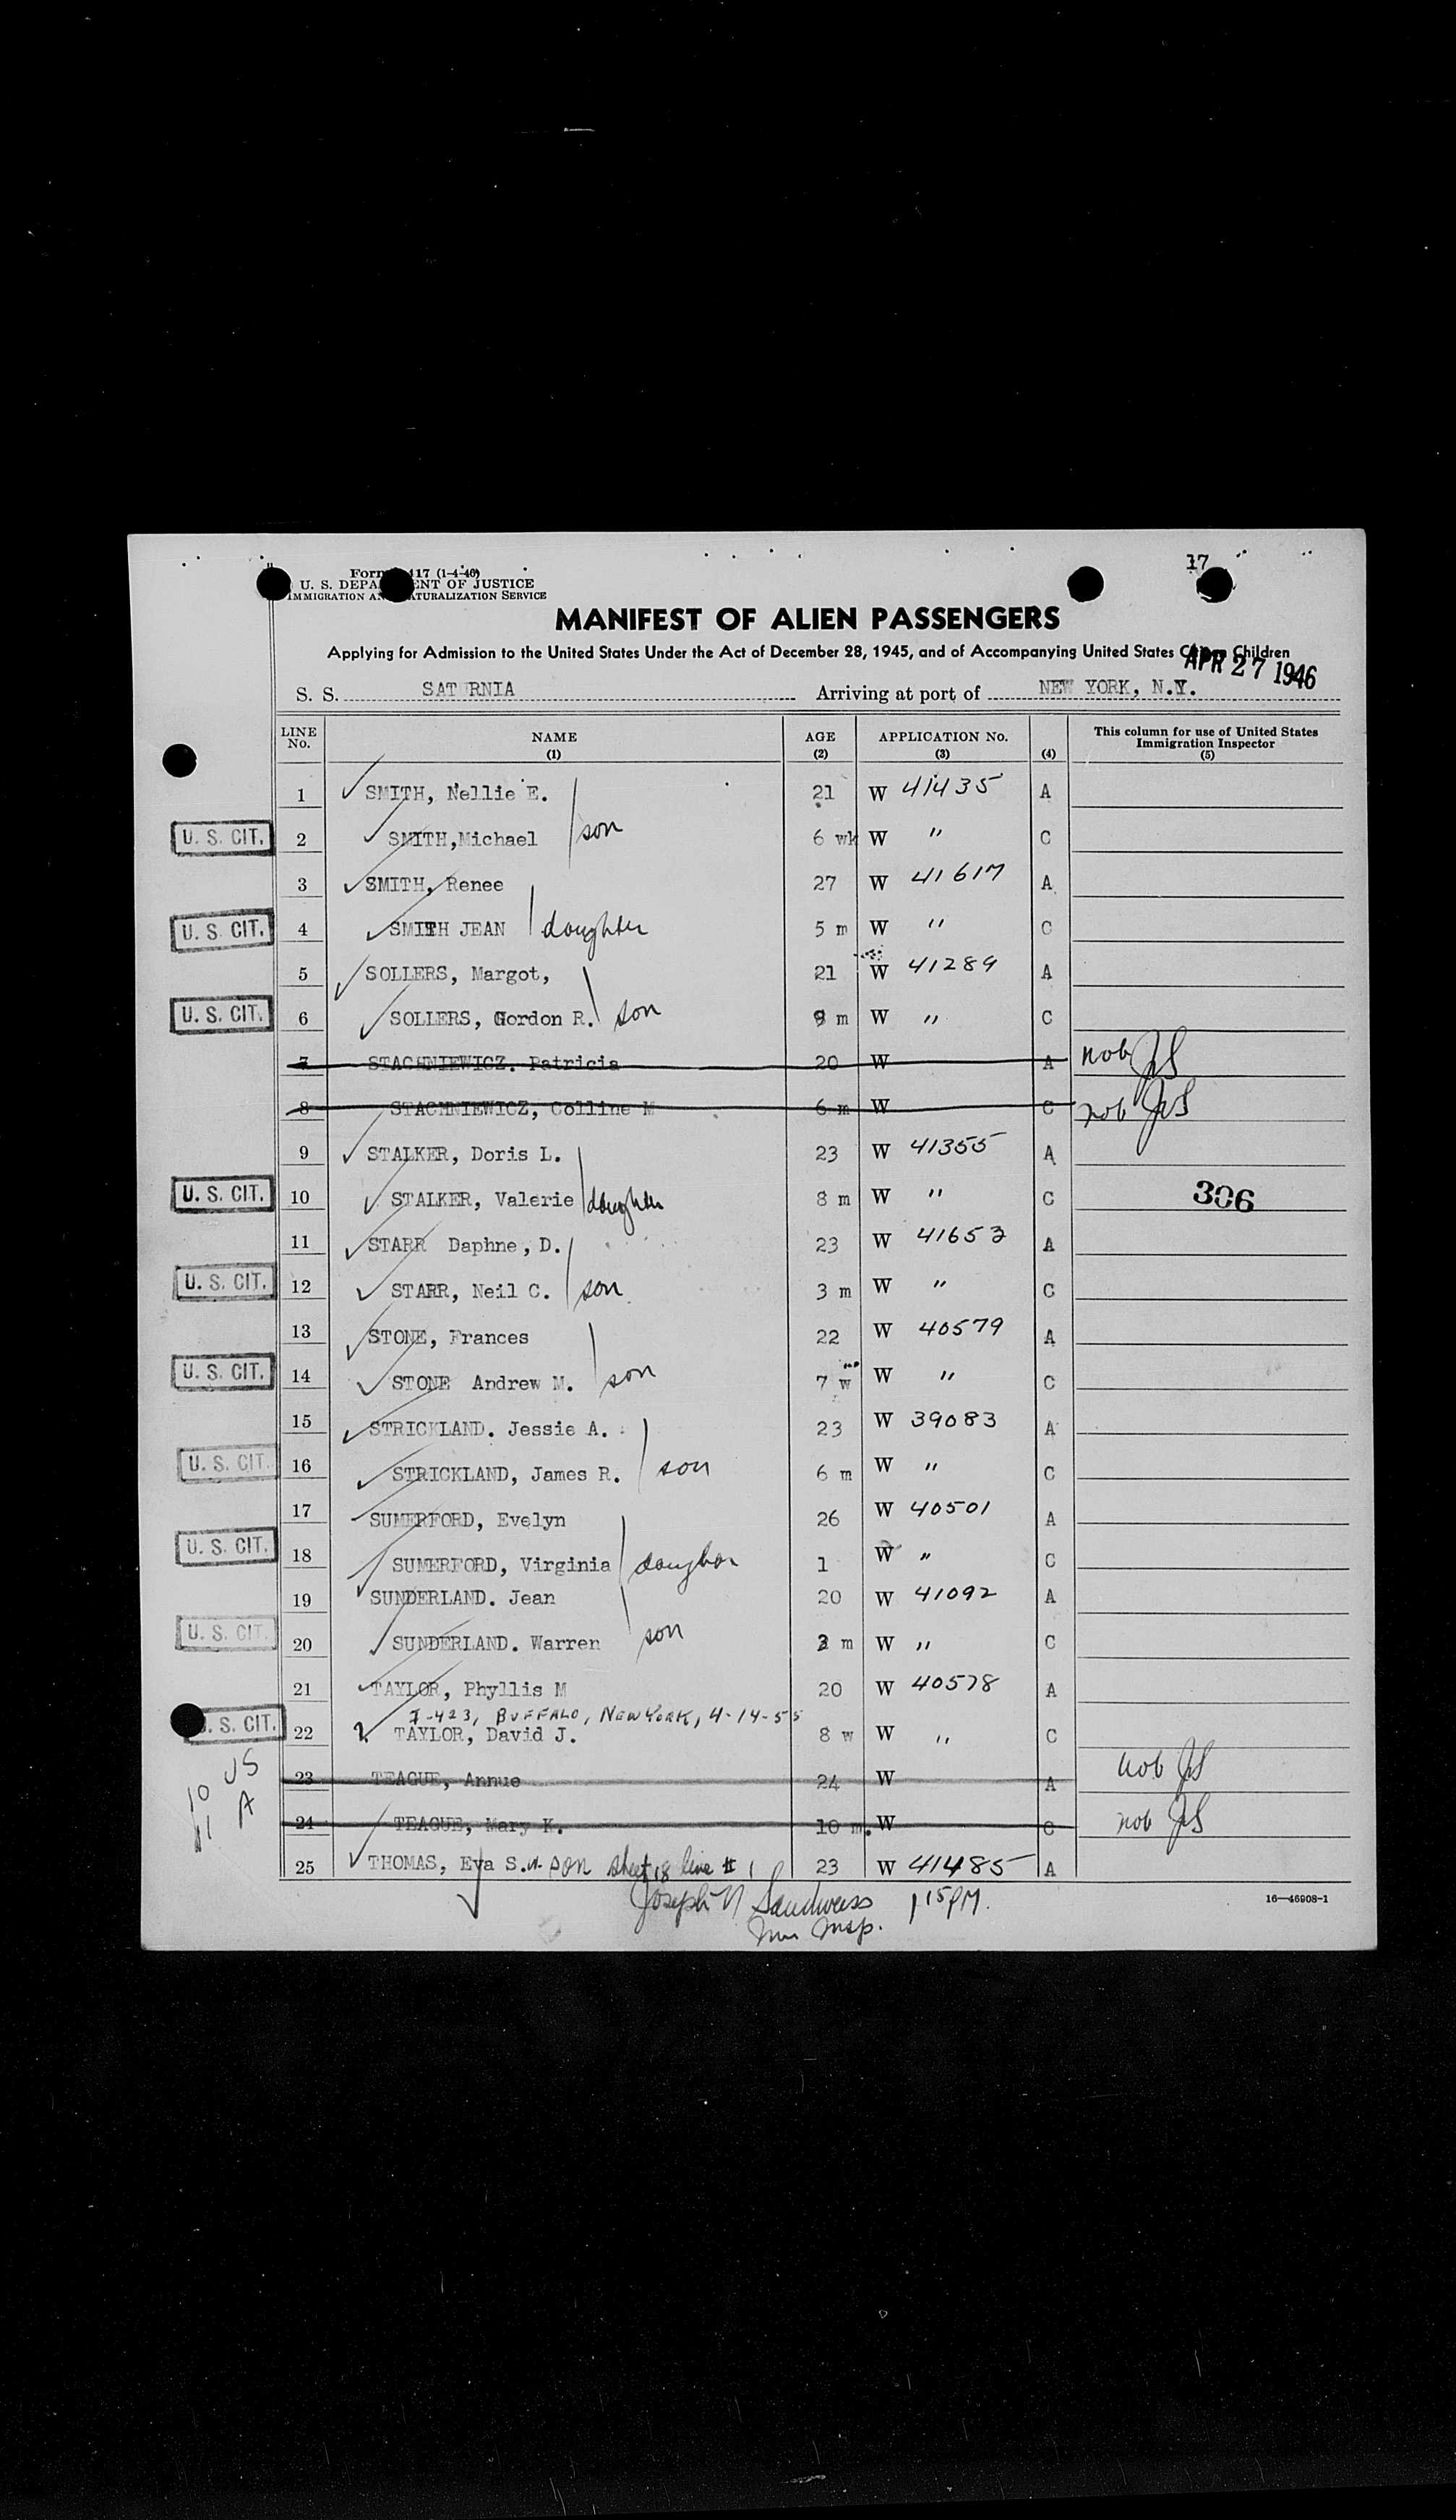 17
Form 417 (1-4-46)
U. S. DEPA ENT OF JUSTICE
IMMIGRATION AN ATURALIZATION SERVICE
MANIFEST OF ALIEN PASSENGERS
Applying for Admission to the United States Under the Act of December 28, 1945, and of Accompanying United States Citizen Children
APR 27 1946
S. S. SATURNIA Arriving at port of NEW YORK, N.Y.
LINE No. NAME (1) AGE (2) APPLICATION No. (3) (4) This column for use of United States Immigration Inspector (5)
1 SMITH, Nellie E. 21 W 41435 A
U. S. CIT. 2 SMITH,Michael son 6 wk W " C
3 SMITH, Renee 27 W 41617 A
U. S. CIT. 4 SMITH JEAN daughter 5 m W " C
5 SOLLERS, Margot, 21 W 41289 A
U. S. CIT. 6 SOLLERS, Gordon R. son 9 m W " C
7 STACHNIEWICZ. Patricia 20 W A nob JS
8 STACHNIEWICZ, Colline M 6 m W C nob JS
9 STALKER, Doris L. 23 W 41355 A
U. S. CIT. 10 STALKER, Valerie daughter 8 m W " C 306
11 STARR Daphne, D. 23 W 41653 A
U. S. CIT. 12 STARR, Neil C. son 3 m W " C
13 STONE, Frances 22 W 40579 A
U. S. CIT. 14 STONE Andrew M. son 7 w W " C
15 STRICKLAND. Jessie A. 23 W 39083 A
U. S. CIT. 16 STRICKLAND, James R. son 6 m W " C
17 SUMERFORD, Evelyn 26 W 40501 A
U. S. CIT. 18 SUMERFORD, Virginia 1 W " C
19 SUNDERLAND. Jean 20 W 41092 A
U. S. CIT. 20 SUNDERLAND. Warren son m W " C
21 TAYLOR, Phyllis M 20 W 40578 A
I-423, BUFFALO, NEW YORK, 4-14-55
U. S. CIT. 22 TAYLOR, David J. 8 w W " C
10 US
11 A
23 TEAGUE, Annue 24 W A nob JS
24 TEAGUE, Mary K. 10 m. W C nob JS
25 THOMAS, Eva S. son sheet 18 line # 1 23 W 41485 A
Joseph N Sandweiss 1 15 PM.
Imm Insp.
16—46908-1